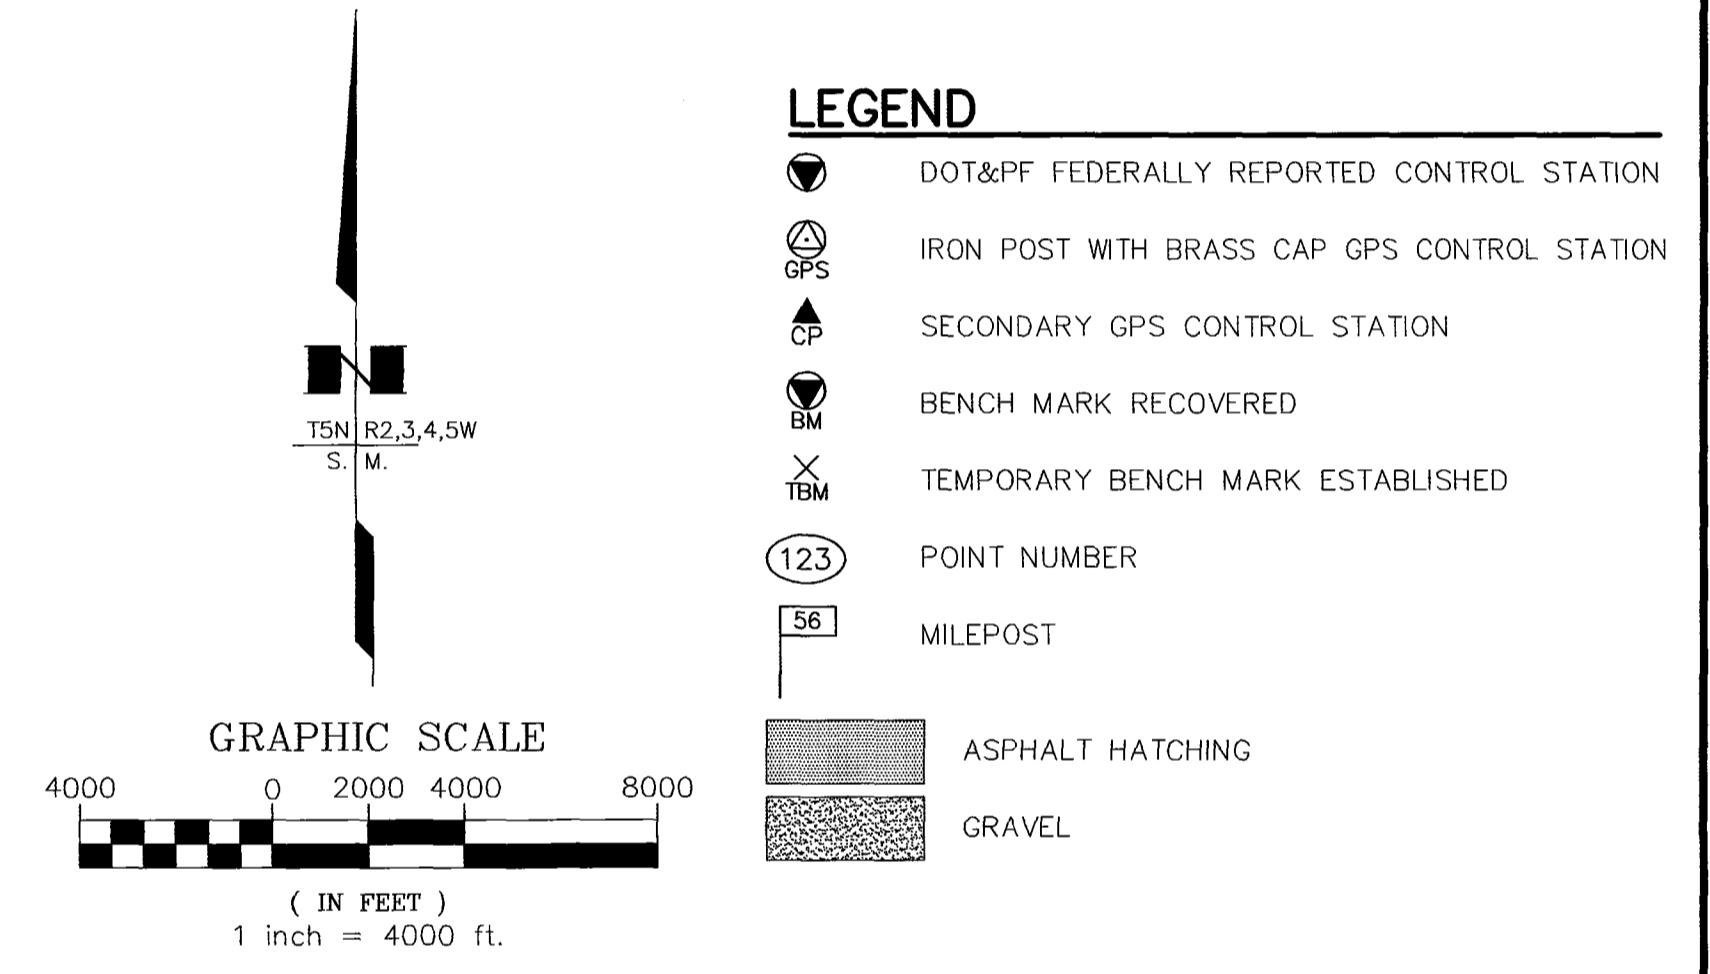 T5N R2,3,4,5W
S. M.
GRAPHIC SCALE
4000 0 2000 4000 8000
( IN FEET )
1 inch = 4000 ft.
LEGEND
DOT&PF FEDERALLY REPORTED CONTROL STATION
GPS IRON POST WITH BRASS CAP GPS CONTROL STATION
CP SECONDARY GPS CONTROL STATION
BM BENCH MARK RECOVERED
TBM TEMPORARY BENCH MARK ESTABLISHED
123 POINT NUMBER
56 MILEPOST
ASPHALT HATCHING
GRAVEL